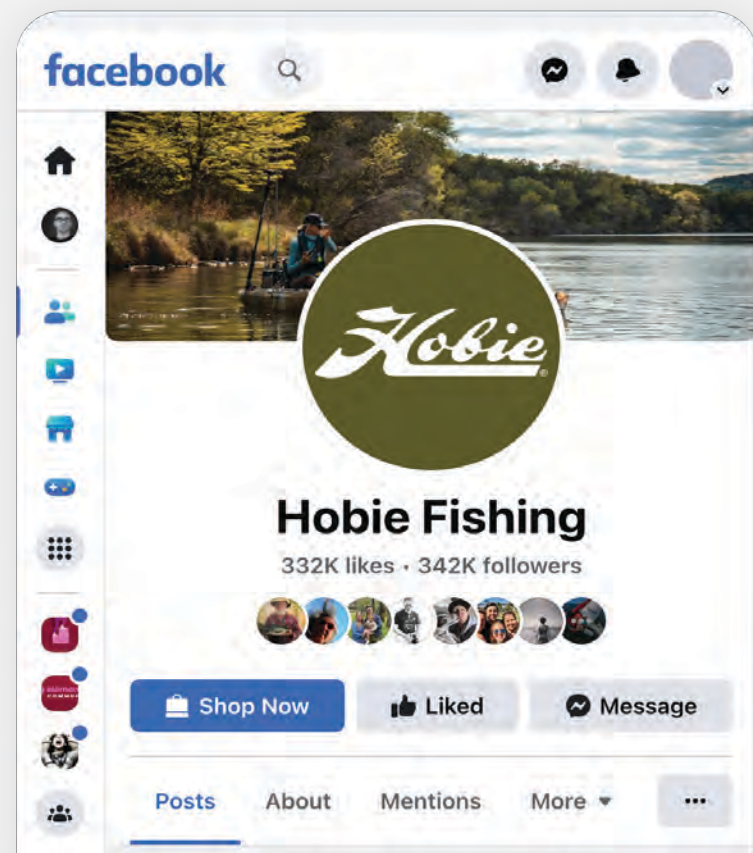 facebook
Hobie
Hobie Fishing
332K likes · 342K followers
Shop Now
Liked
Message
Posts
About
Mentions
More